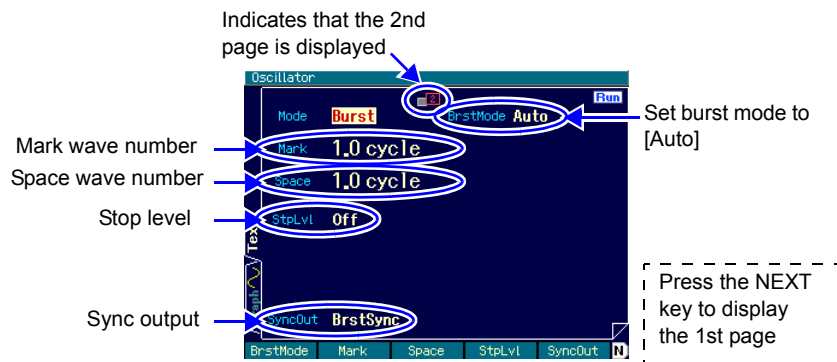 Indicates that the 2nd
page is displayed
Oscillator
2
Run
Mode Burst
BrstMode Auto
Set burst mode to
[Auto]
Mark wave number
Mark 1.0 cycle
Space wave number
Space 1.0 cycle
Stop level
StpLvl Off
Text
Press the NEXT
key to display
the 1st page
Sync output
SyncOut BrstSync
BrstMode Mark Space StpLvl SyncOut N